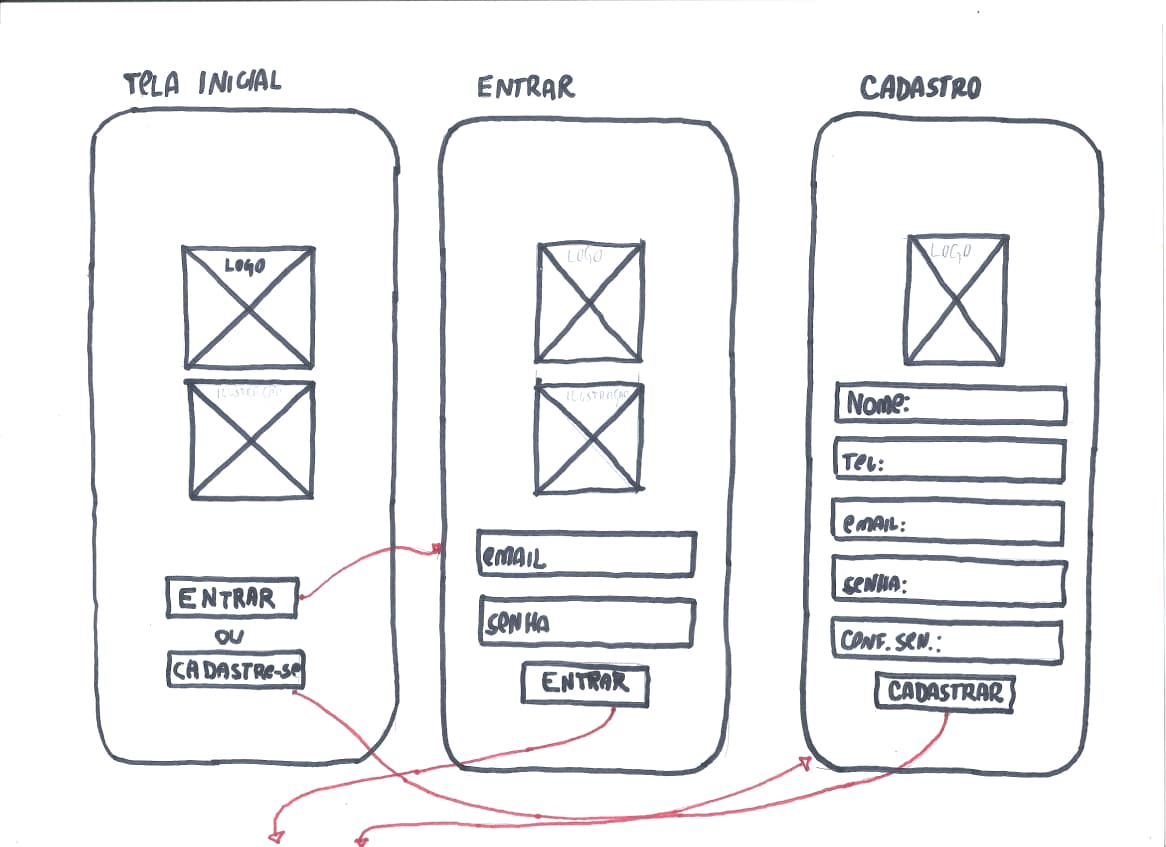 TELA INICIAL
LOGO
ILUSTRAÇÃO
ENTRAR
OU
CADASTRE-SE
ENTRAR
LOGO
ILUSTRAÇÃO
EMAIL
SENHA
ENTRAR
CADASTRO
LOGO
NOME:
TEL:
EMAIL:
SENHA:
CONF. SEN.:
CADASTRAR